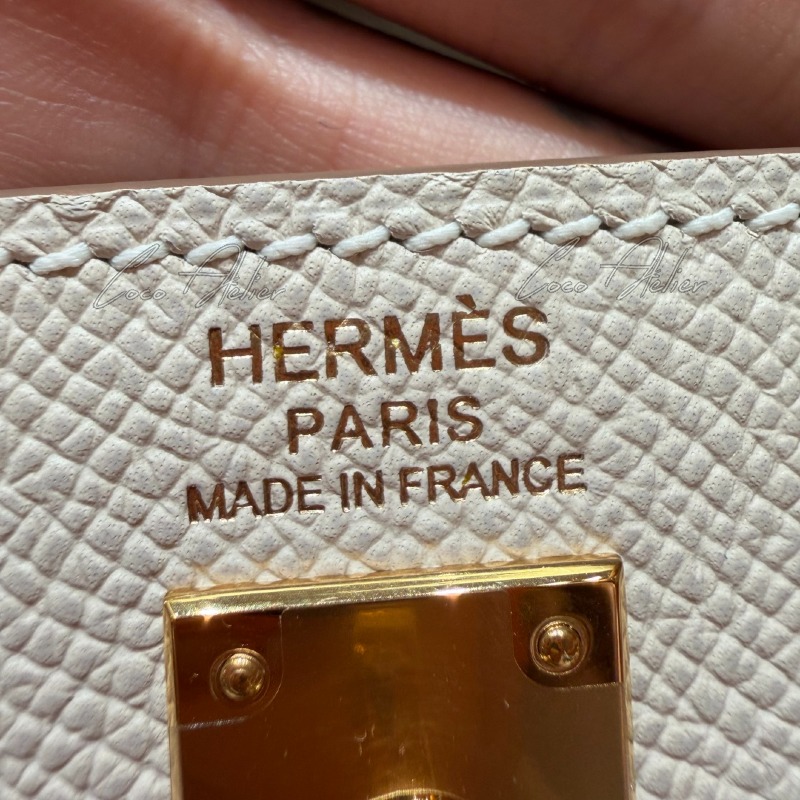 Coco Atelier Coco Atelier
HERMÈS
PARIS
MADE IN FRANCE